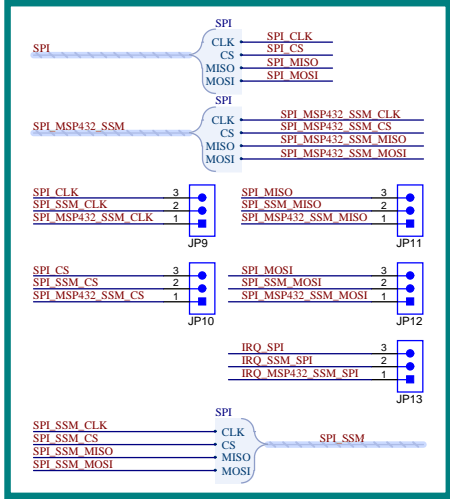 SPI
SPI
CLK SPI_CLK
CS SPI_CS
MISO SPI_MISO
MOSI SPI_MOSI
SPI
SPI_MSP432_SSM
CLK SPI_MSP432_SSM_CLK
CS SPI_MSP432_SSM_CS
MISO SPI_MSP432_SSM_MISO
MOSI SPI_MSP432_SSM_MOSI
SPI_CLK 3
SPI_SSM_CLK 2
SPI_MSP432_SSM_CLK 1
JP9
SPI_MISO 3
SPI_SSM_MISO 2
SPI_MSP432_SSM_MISO 1
JP11
SPI_CS 3
SPI_SSM_CS 2
SPI_MSP432_SSM_CS 1
JP10
SPI_MOSI 3
SPI_SSM_MOSI 2
SPI_MSP432_SSM_MOSI 1
JP12
IRQ_SPI 3
IRQ_SSM_SPI 2
IRQ_MSP432_SSM_SPI 1
JP13
SPI
SPI_SSM_CLK CLK
SPI_SSM_CS CS
SPI_SSM_MISO MISO
SPI_SSM_MOSI MOSI
SPI_SSM